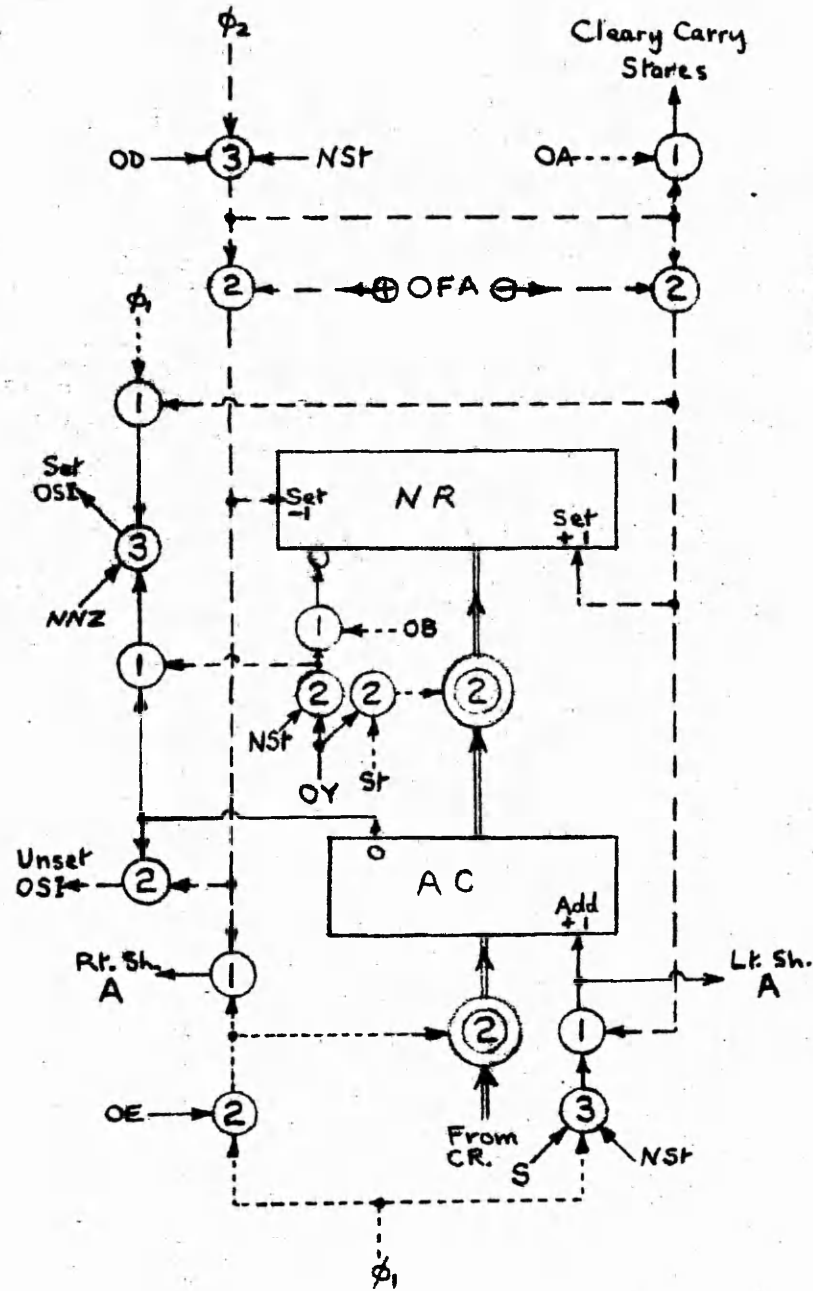 ϕ2
Cleary Carry
Stores
OD
3
NSt
OA
1
2
⊕ OFA ⊖
2
ϕ1
1
Set
OSI
3
NNZ
Set
-1
NR
Set
+1
1
OB
1
2
2
2
NSt
OY
St
O
AC
Add
+1
Unset
OSI
2
Rt. Sh.
A
1
2
1
Lt. Sh.
A
OE
2
From
CR.
S
3
NSt
ϕ1